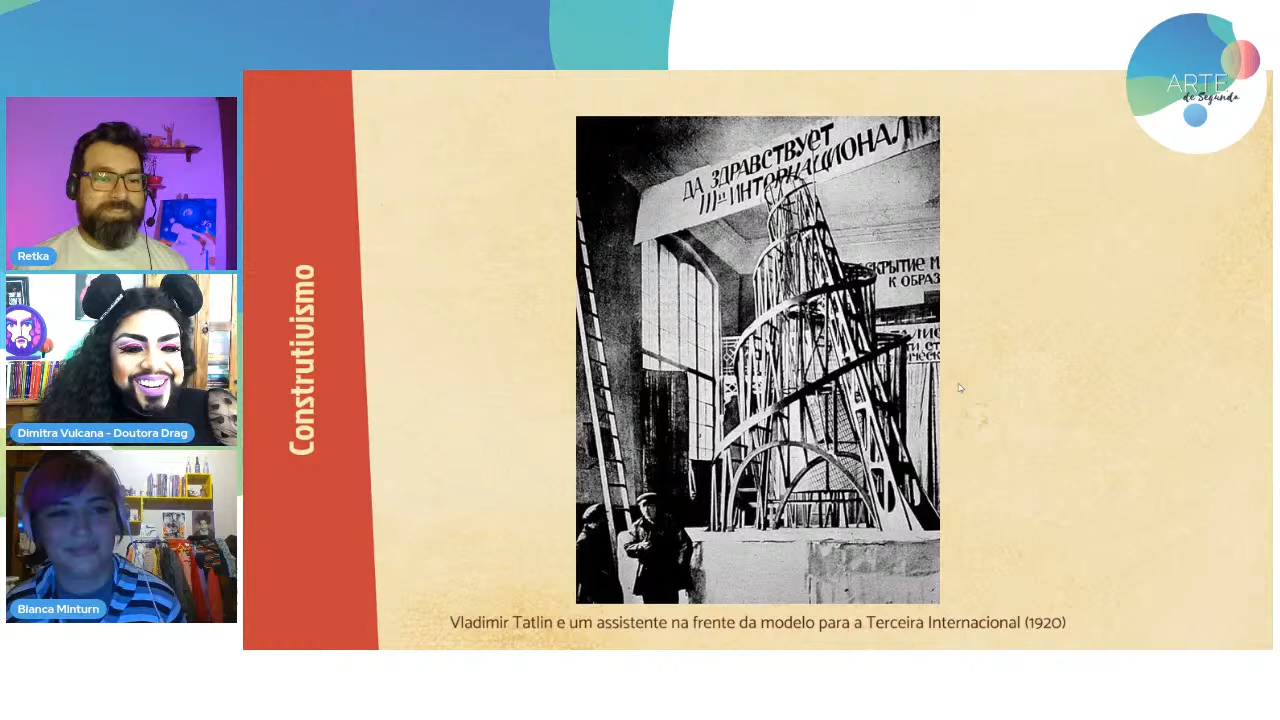 ARTE
de Segunda
Retka
Dimitra Vulcana - Doutora Drag
Bianca Minturn
Construtivismo
ДА ЗДРАВСТВУЕТ
IIIй ИНТЕРНАЦИОНАЛ
К ОБРАЗ
Vladimir Tatlin e um assistente na frente da modelo para a Terceira Internacional (1920)